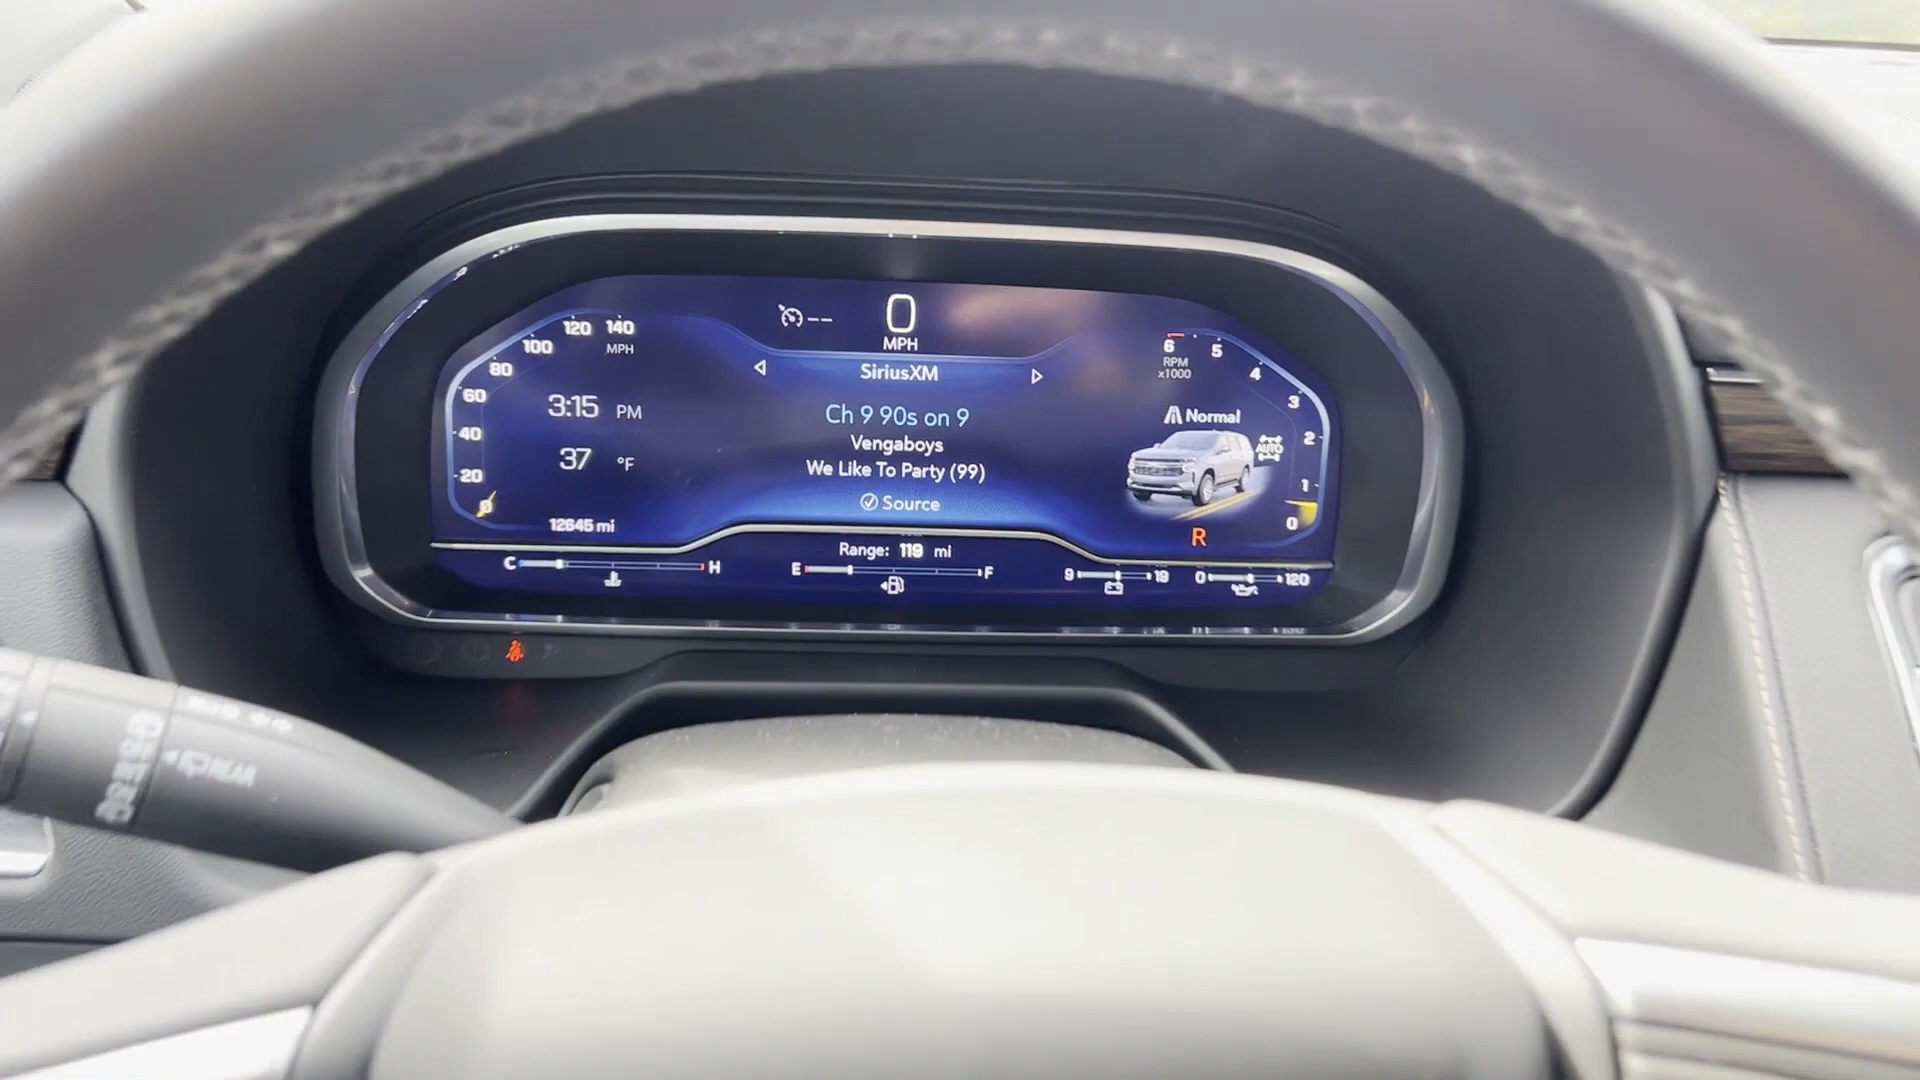 120 140
100 MPH
80
60
40
20
0
3:15 PM
37 °F
12645 mi
--
0
MPH
SiriusXM
Ch 9 90s on 9
Vengaboys
We Like To Party (99)
Source
Range: 119 mi
6 5
RPM
x1000
4
3
2
1
0
Normal
AUTO
R
C H
E F
9 19
0 120
REAR